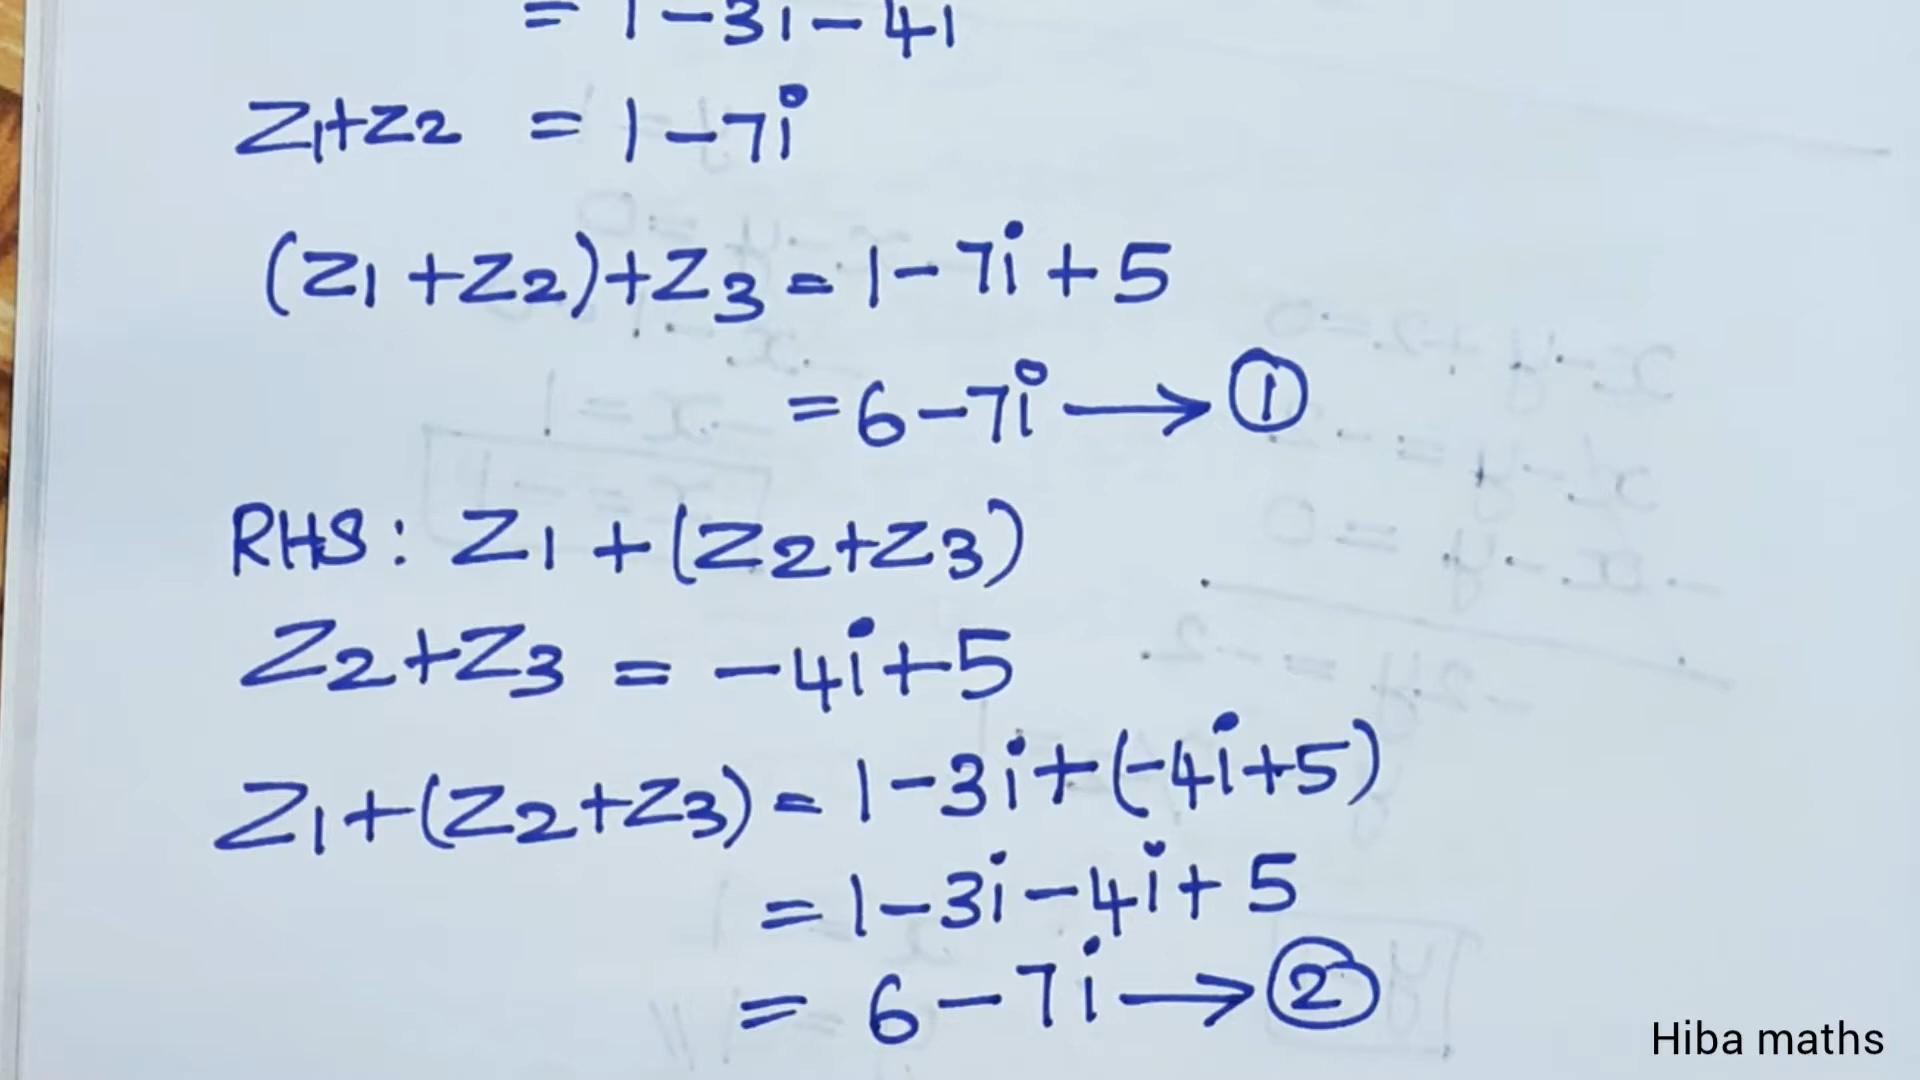 = 1-3i-4i
Z1+Z2 = 1-7i
(Z1+Z2)+Z3 = 1-7i+5
=6-7i → ①
RHS: Z1+(Z2+Z3)
Z2+Z3 = -4i+5
Z1+(Z2+Z3) = 1-3i+(-4i+5)
= 1-3i-4i+5
= 6-7i → ②
Hiba maths